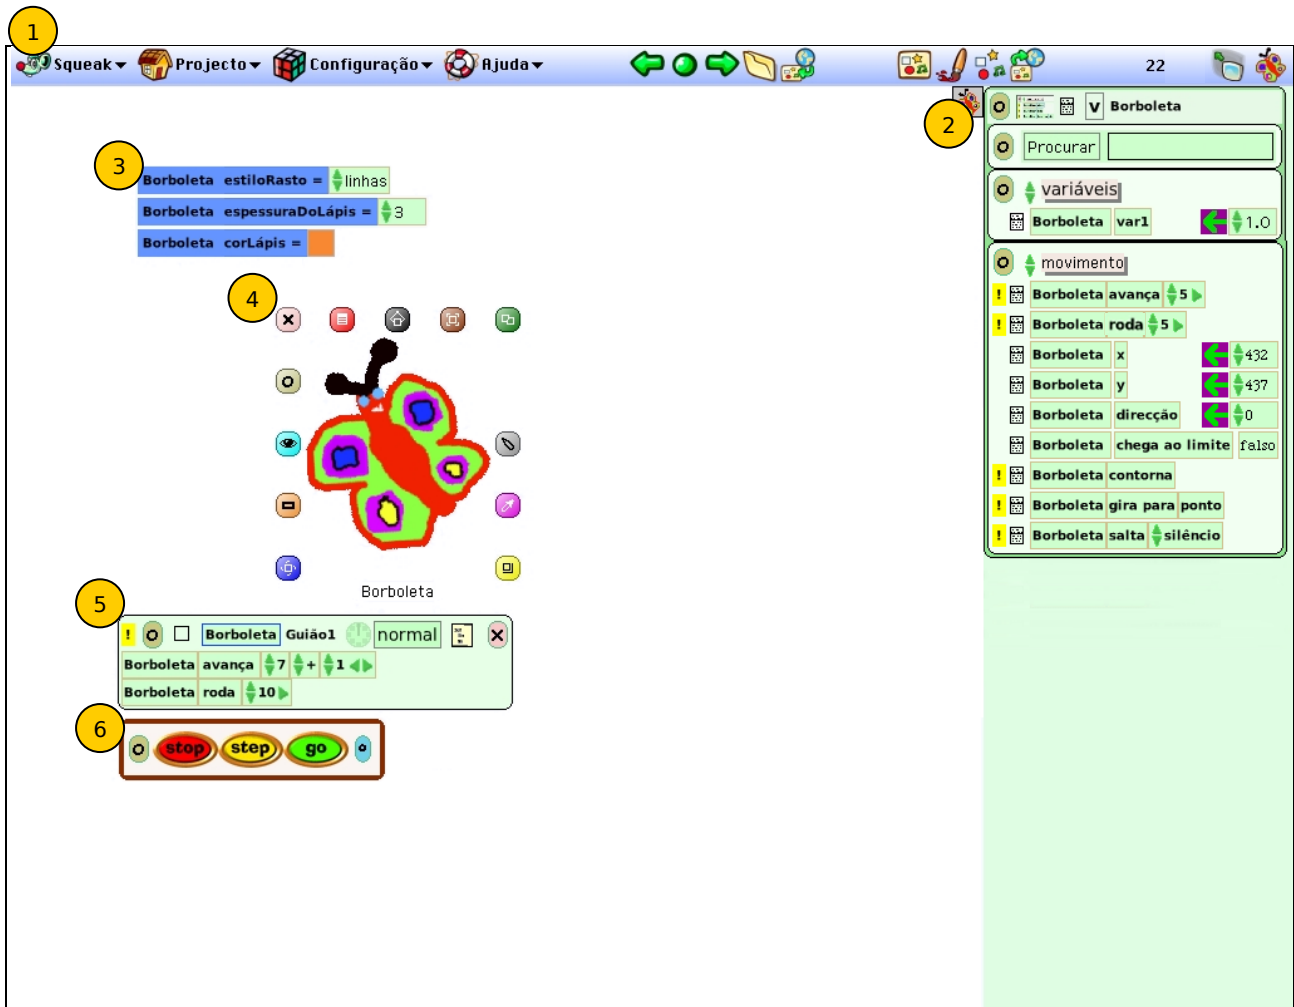 1
Squeak Projecto Configuração Ajuda 22
2
V Borboleta
Procurar
variáveis
Borboleta var1 1.0
movimento
! Borboleta avança 5
! Borboleta roda 5
Borboleta x 432
Borboleta y 437
Borboleta direcção 0
Borboleta chega ao limite falso
! Borboleta contorna
! Borboleta gira para ponto
! Borboleta salta silêncio
3
Borboleta estiloRasto = linhas
Borboleta espessuraDoLápis = 3
Borboleta corLápis =
4
Borboleta
5
! Borboleta Guião1 normal
Borboleta avança 7 + 1
Borboleta roda 10
6
stop step go